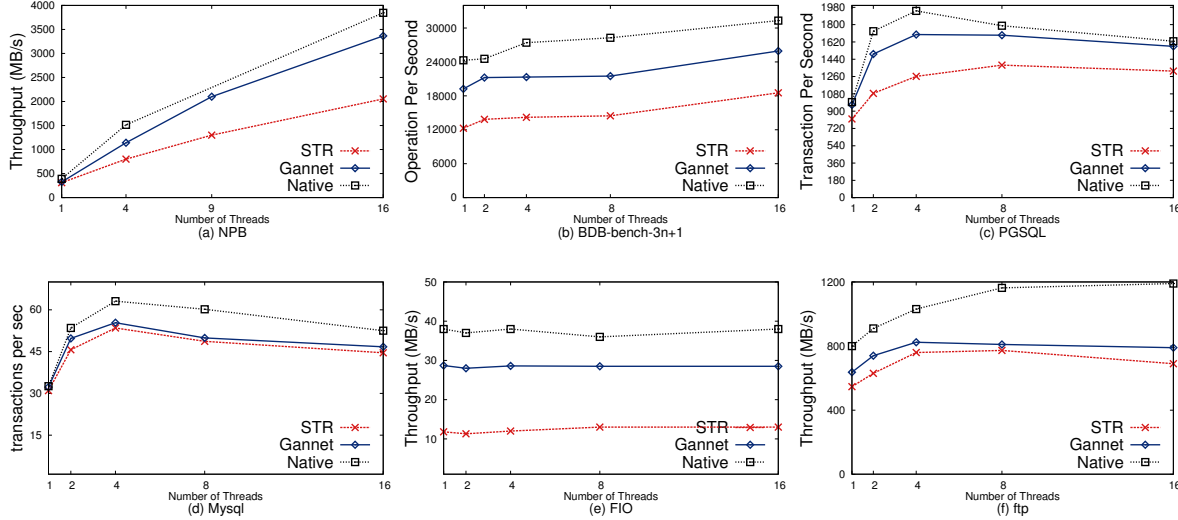 4000
3500
3000
2500
2000
1500
1000
500
0
Throughput (MB/s)
STR
Gannet
Native
1 4 9 16
Number of Threads
(a) NPB
30000
24000
18000
12000
6000
0
Operation Per Second
STR
Gannet
Native
1 2 4 8 16
Number of Threads
(b) BDB-bench-3n+1
1980
1800
1620
1440
1260
1080
900
720
540
360
180
0
Transaction Per Second
STR
Gannet
Native
1 2 4 8 16
Number of Threads
(c) PGSQL
60
45
30
15
transactions per sec
STR
Gannet
Native
1 2 4 8 16
Number of Threads
(d) Mysql
50
40
30
20
10
Throughput (MB/s)
STR
Gannet
Native
1 2 4 8 16
Number of Threads
(e) FIO
1200
800
400
0
Throughput (MB/s)
STR
Gannet
Native
1 2 4 8 16
Number of Threads
(f) ftp